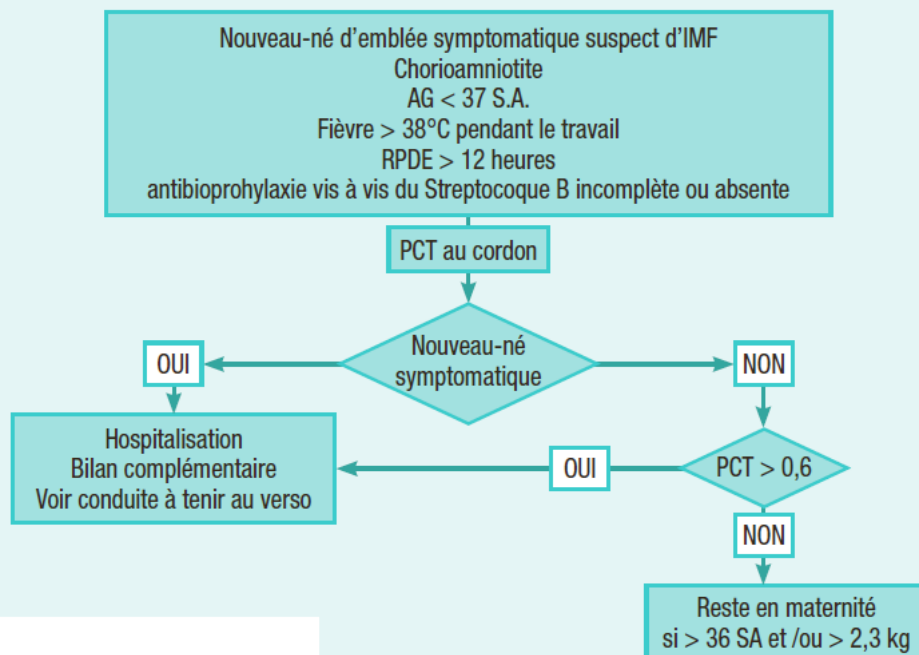 Nouveau-né d'emblée symptomatique suspect d'IMF
Chorioamniotite
AG < 37 S.A.
Fièvre > 38°C pendant le travail
RPDE > 12 heures
antibioprohylaxie vis à vis du Streptocoque B incomplète ou absente
PCT au cordon
Nouveau-né
symptomatique
OUI
NON
Hospitalisation
Bilan complémentaire
Voir conduite à tenir au verso
OUI
PCT > 0,6
NON
Reste en maternité
si > 36 SA et /ou > 2,3 kg